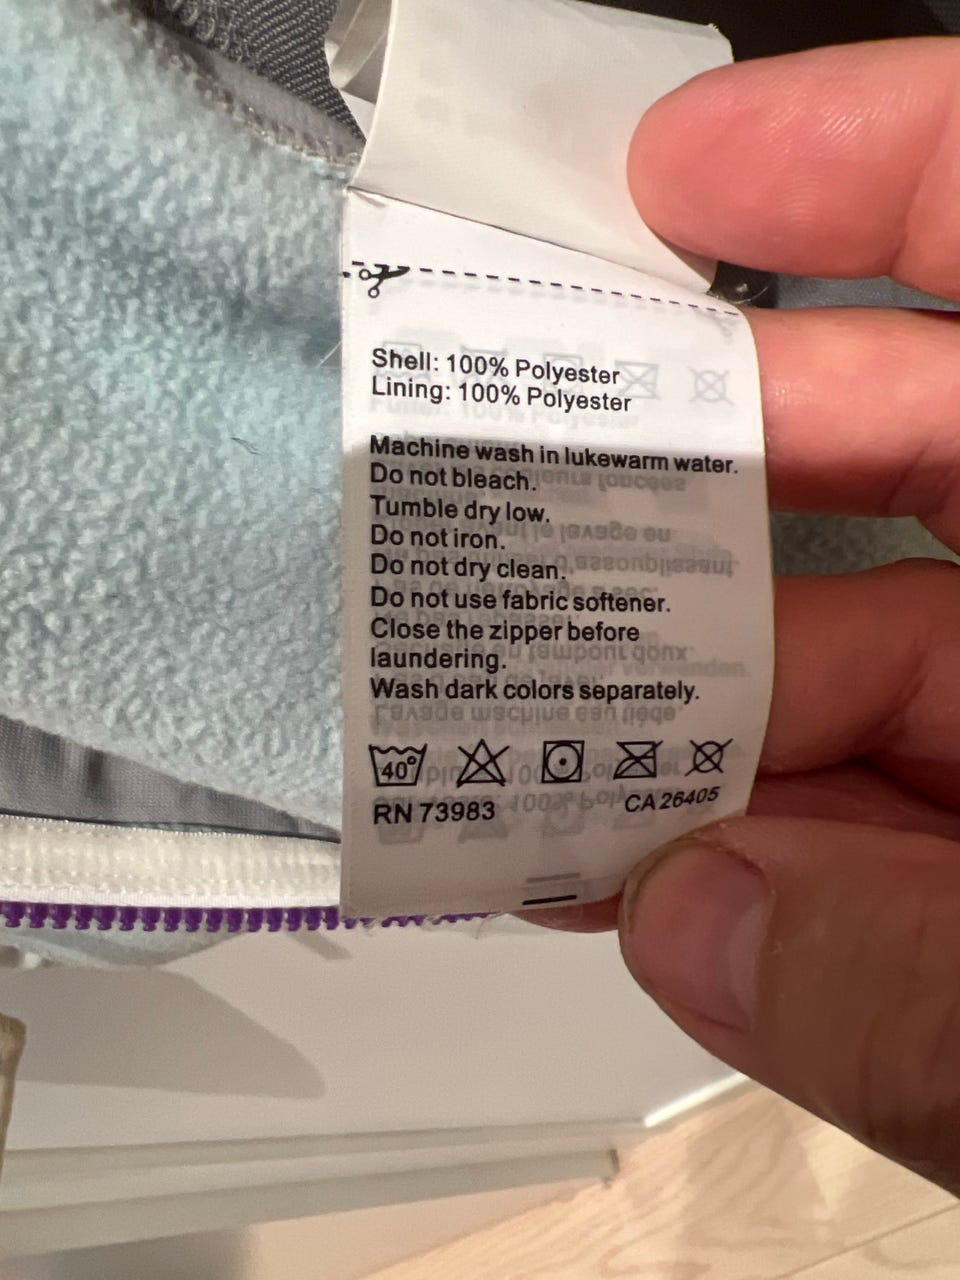 Shell: 100% Polyester
Lining: 100% Polyester
Machine wash in lukewarm water.
Do not bleach.
Tumble dry low.
Do not iron.
Do not dry clean.
Do not use fabric softener.
Close the zipper before
laundering.
Wash dark colors separately.
40°
RN 73983
CA 26405